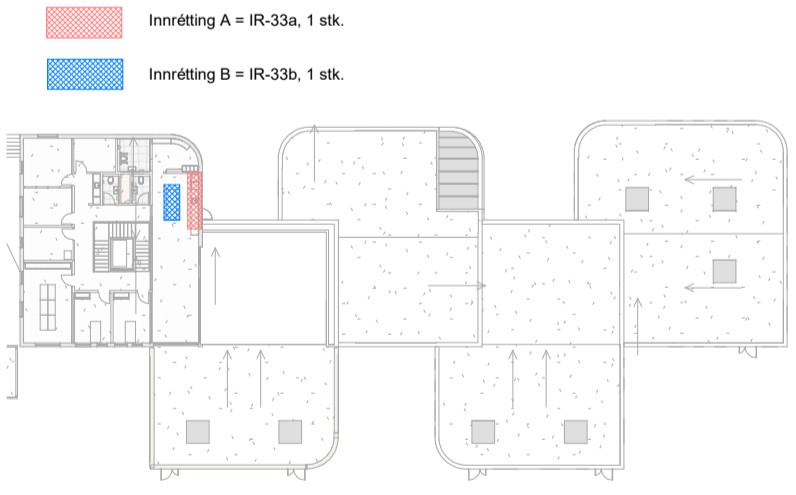 Innrétting A = IR-33a, 1 stk.
Innrétting B = IR-33b, 1 stk.